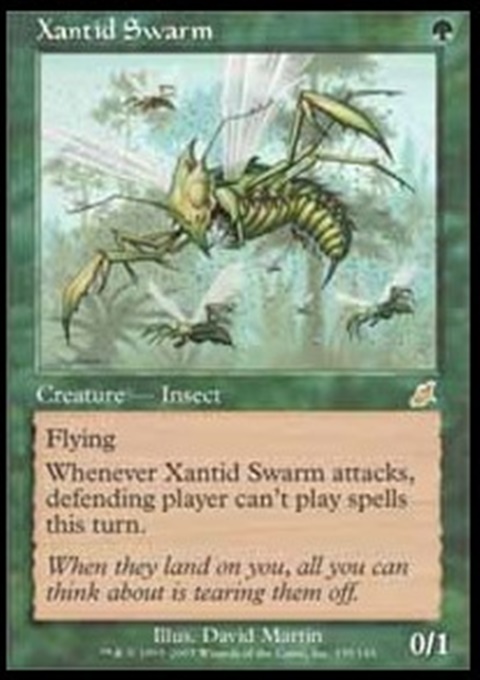 Xantid Swarm
Creature — Insect
Flying
Whenever Xantid Swarm attacks,
defending player can't play spells
this turn.
When they land on you, all you can
think about is tearing them off.
Illus. David Martin
0/1